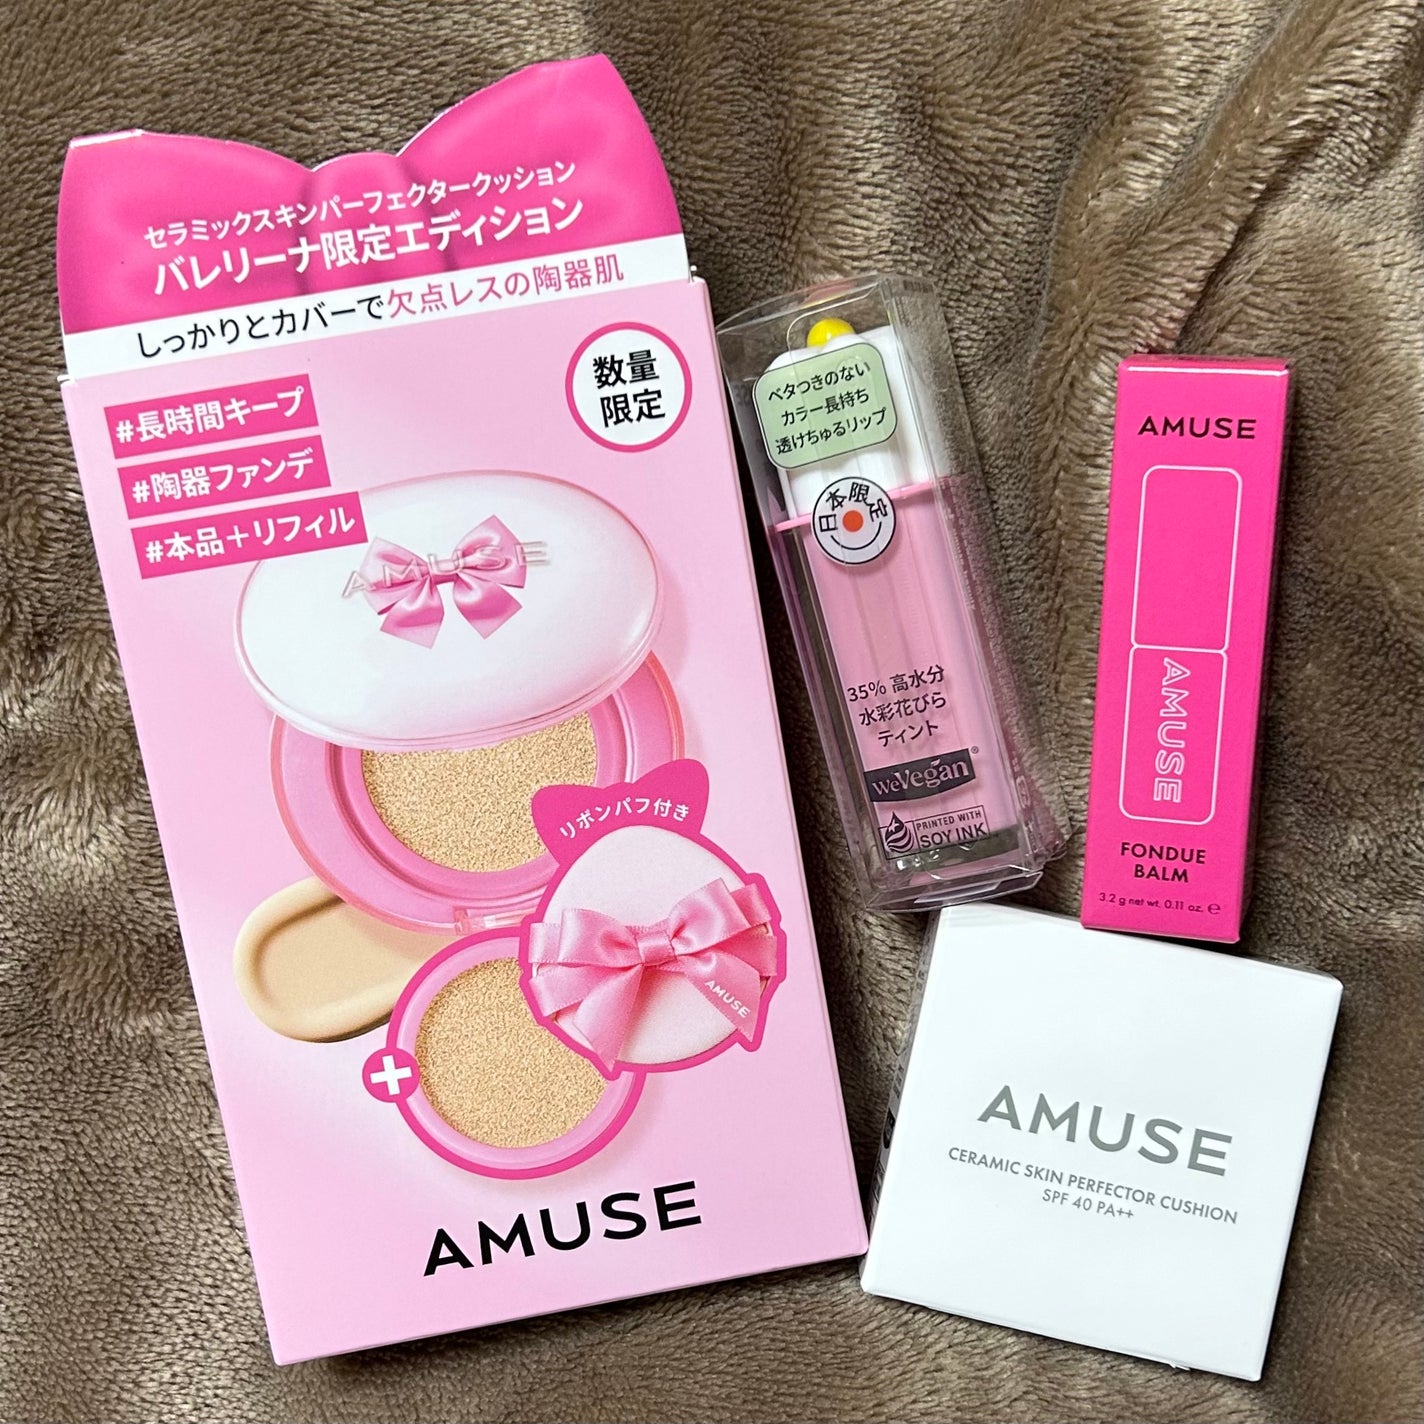 セラミックスキンパーフェクタークッション
バレリーナ限定エディション
しっかりとカバーで欠点レスの陶器肌
数量
限定
#長時間キープ
#陶器ファンデ
#本品＋リフィル
AMUSE
リボンパフ付き
AMUSE
+
AMUSE
ベタつきのない
カラー長持ち
透けちゅるリップ
日本限定
35% 高水分
水彩花びら
ティント
weVegan®
PRINTED WITH
SOY INK
AMUSE
AMUSE
FONDUE
BALM
3.2 g net wt. 0.11 oz. ℮
AMUSE
CERAMIC SKIN PERFECTOR CUSHION
SPF 40 PA++